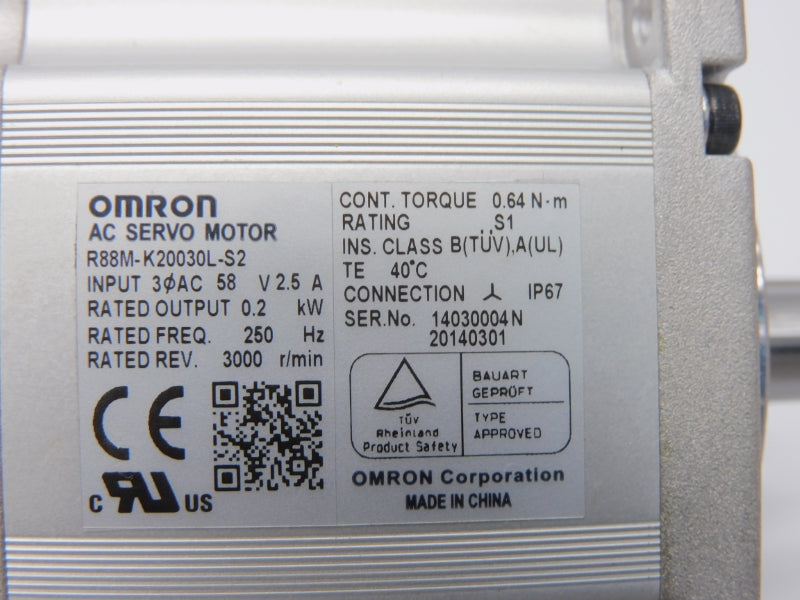 OMRON
AC SERVO MOTOR
R88M-K20030L-S2
INPUT 3ϕAC 58 V 2.5 A
RATED OUTPUT 0.2 kW
RATED FREQ. 250 Hz
RATED REV. 3000 r/min
CE
c RU US
CONT. TORQUE 0.64 N·m
RATING S1
INS. CLASS B(TÜV),A(UL)
TE 40°C
CONNECTION IP67
SER.No. 14030004N
20140301
TÜV
Rheinland
Product Safety
BAUART
GEPRÜFT
TYPE
APPROVED
OMRON Corporation
MADE IN CHINA